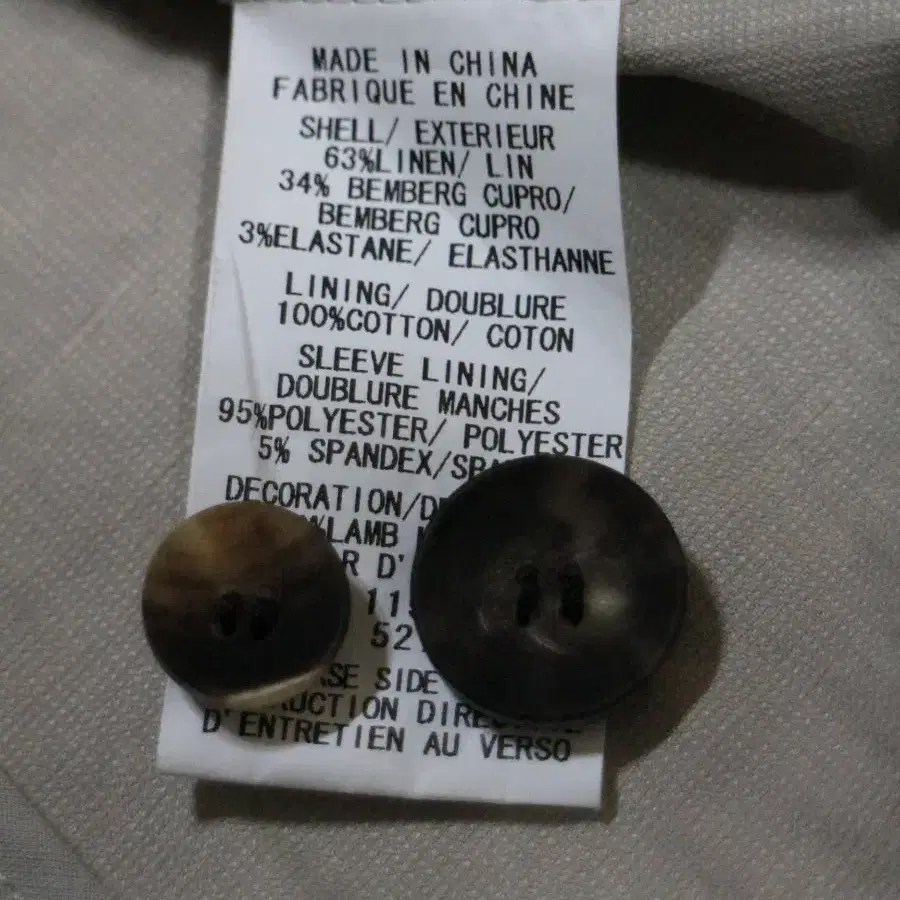 MADE IN CHINA
FABRIQUE EN CHINE
SHELL/ EXTERIEUR
63%LINEN/ LIN
34% BEMBERG CUPRO/
BEMBERG CUPRO
3%ELASTANE/ ELASTHANNE
LINING/ DOUBLURE
100%COTTON/ COTON
SLEEVE LINING/
DOUBLURE MANCHES
95%POLYESTER/ POLYESTER
5% SPANDEX/
DECORATION/
LAMB
D'
SIDE
D'ENTRETIEN AU VERSO